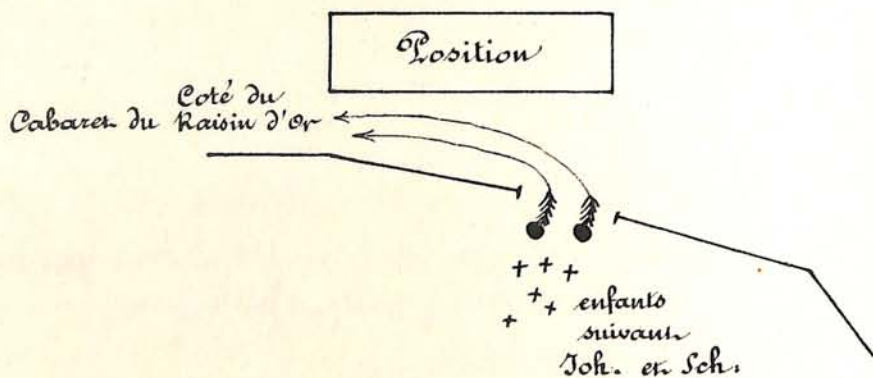 Position
Coté du
Cabaret du Raisin d'Or
enfants
suivant
Joh. et Sch.